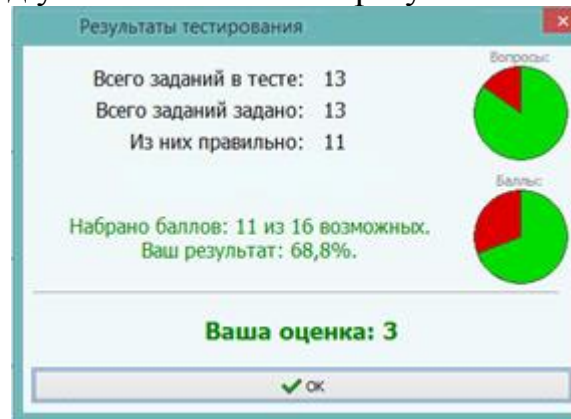 Результаты тестирования
Всего заданий в тесте: 13
Всего заданий задано: 13
Из них правильно: 11
Вопросы:
Баллы:
Набрано баллов: 11 из 16 возможных.
Ваш результат: 68,8%.
Ваша оценка: 3
ОК